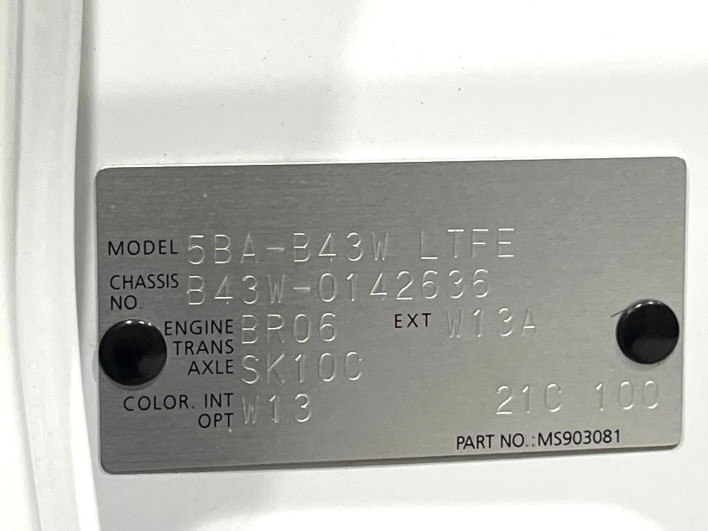 MODEL 5BA-B43W LTFE
CHASSIS NO. B43W-0142636
ENGINE BR06 EXT W13A
TRANS AXLE SK10C
COLOR. INT OPT W13 21C 100
PART NO.:MS903081